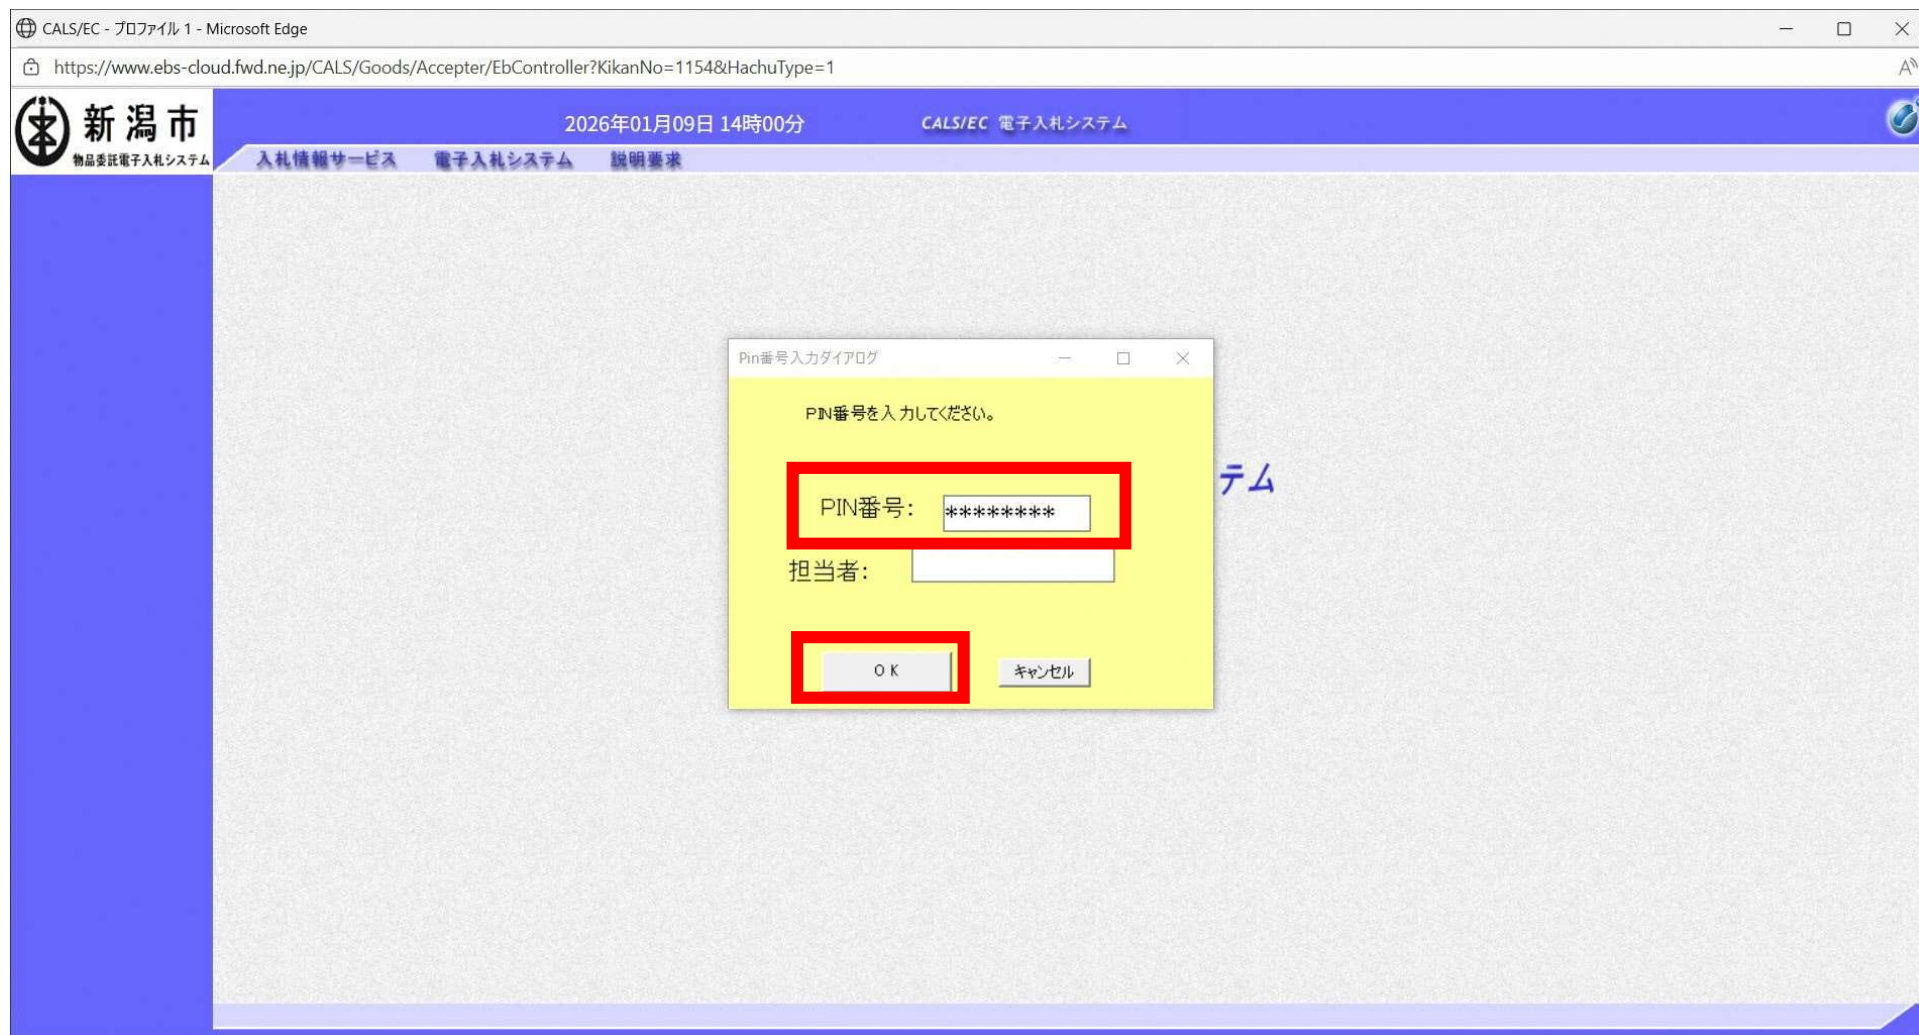 CALS/EC - プロファイル 1 - Microsoft Edge
https://www.ebs-cloud.fwd.ne.jp/CALS/Goods/Accepter/EbController?KikanNo=1154&HachuType=1
新潟市
物品委託電子入札システム
2026年01月09日 14時00分
CALS/EC 電子入札システム
入札情報サービス 電子入札システム 説明要求
Pin番号入力ダイアログ
PIN番号を入力してください。
テム
PIN番号: ********
担当者:
OK キャンセル